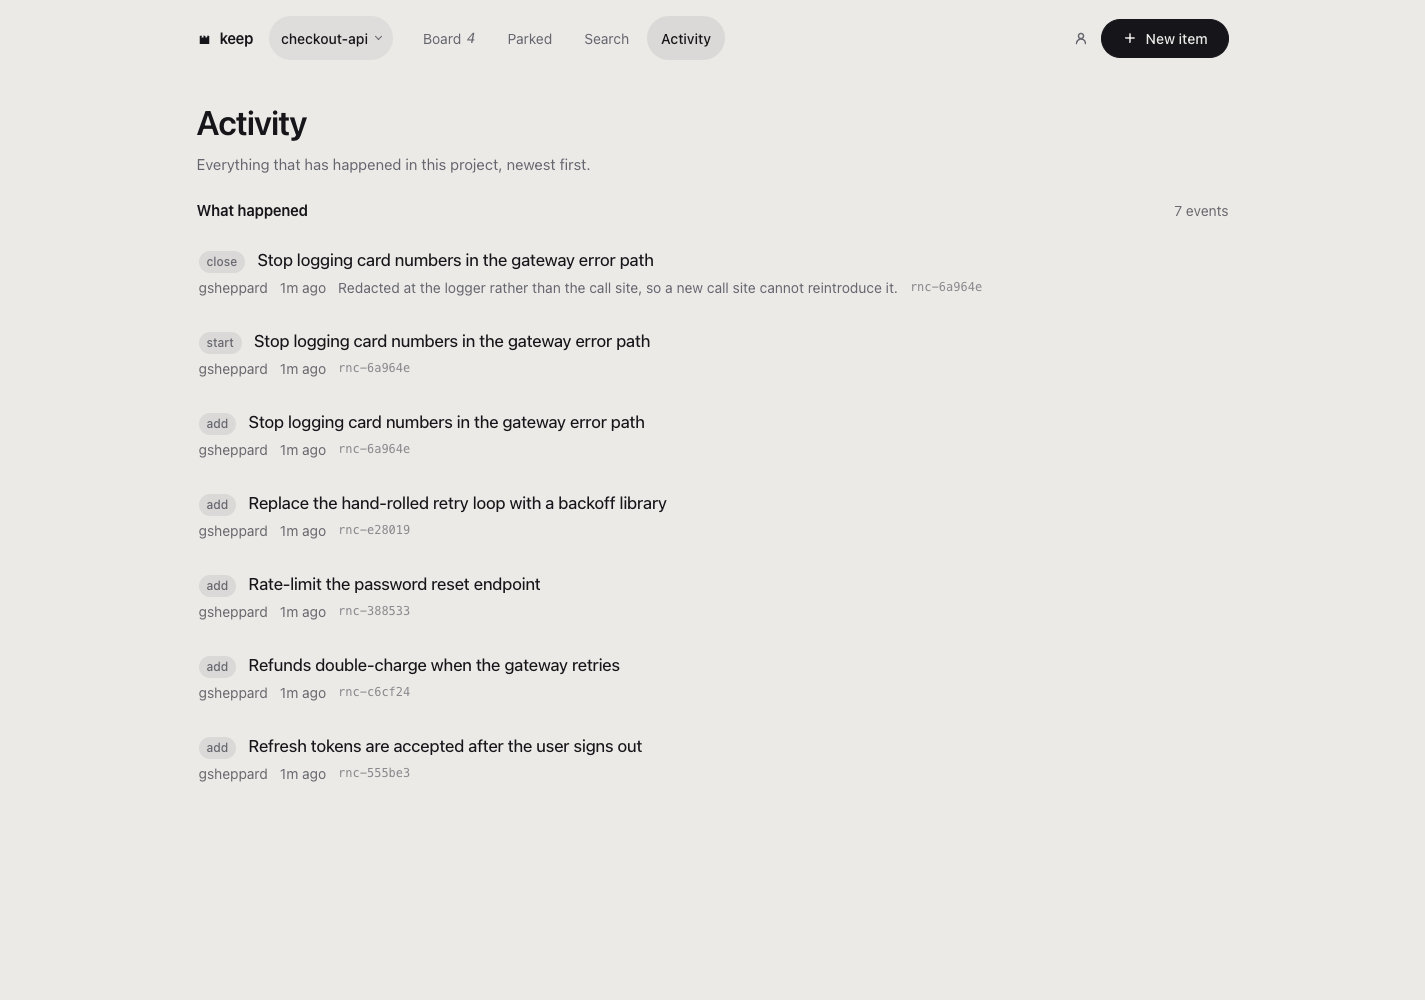 keep checkout-api Board 4 Parked Search Activity + New item
Activity
Everything that has happened in this project, newest first.
What happened 7 events
close Stop logging card numbers in the gateway error path
gsheppard 1m ago Redacted at the logger rather than the call site, so a new call site cannot reintroduce it. rnc-6a964e
start Stop logging card numbers in the gateway error path
gsheppard 1m ago rnc-6a964e
add Stop logging card numbers in the gateway error path
gsheppard 1m ago rnc-6a964e
add Replace the hand-rolled retry loop with a backoff library
gsheppard 1m ago rnc-e28019
add Rate-limit the password reset endpoint
gsheppard 1m ago rnc-388533
add Refunds double-charge when the gateway retries
gsheppard 1m ago rnc-c6cf24
add Refresh tokens are accepted after the user signs out
gsheppard 1m ago rnc-555be3